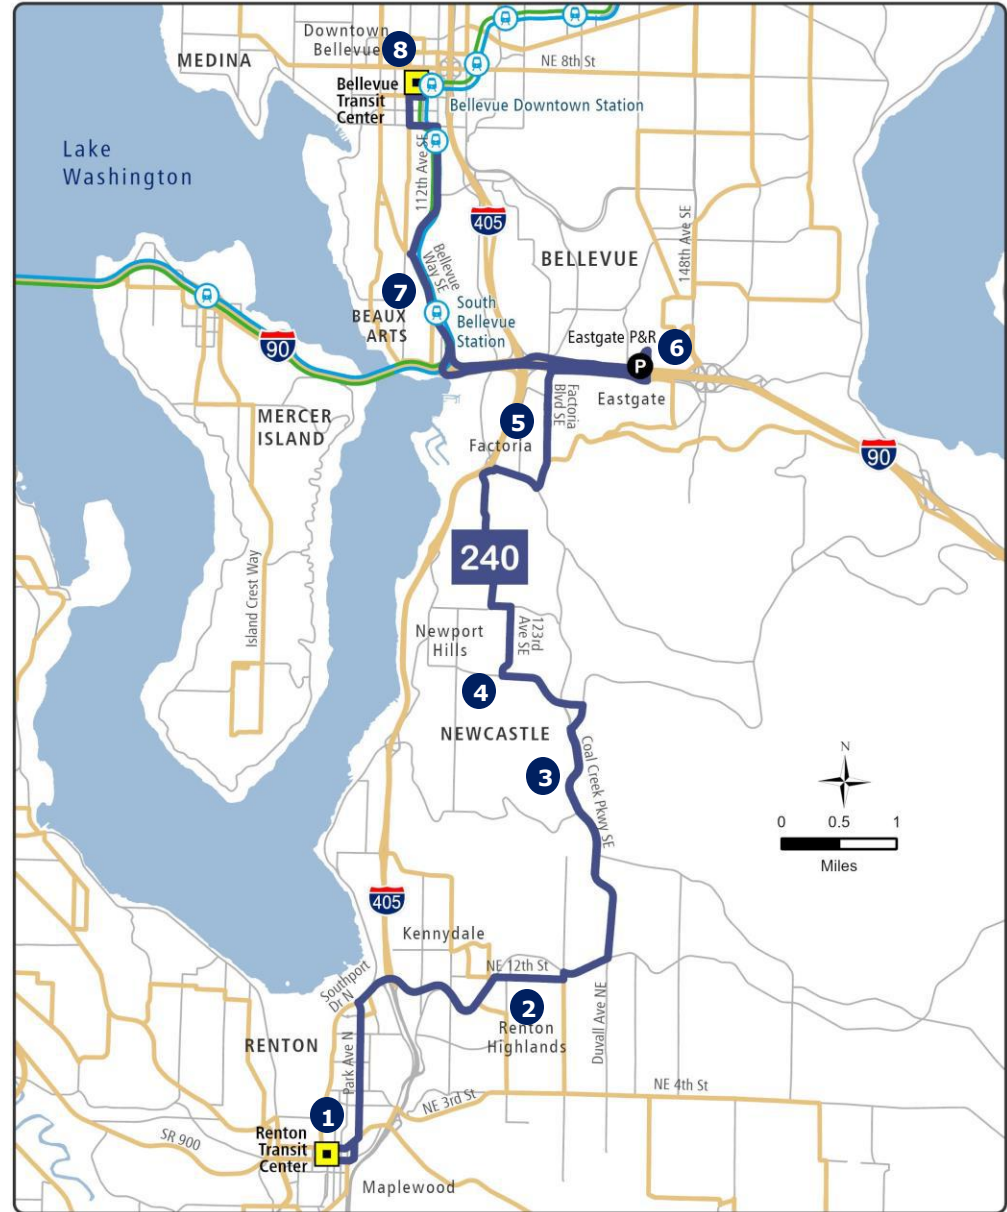 Downtown
Bellevue
8
MEDINA
NE 8th St
Bellevue
Transit
Center
Bellevue Downtown Station
Lake
Washington
112th Ave SE
405
148th Ave SE
BELLEVUE
Bellevue
Way SE
7
BEAUX
ARTS
South
Bellevue
Station
Eastgate P&R
6
P
90
Eastgate
Factoria
Blvd SE
MERCER
ISLAND
5
Factoria
90
240
Island Crest Way
Newport
Hills
123rd
Ave SE
4
NEWCASTLE
3
Coal Creek Pkwy SE
N
0 0.5 1
Miles
405
Kennydale
NE 12th St
Southport
Dr N
2
Renton
Highlands
Duvall Ave NE
RENTON
Park Ave N
NE 4th St
NE 3rd St
1
SR 900
Renton
Transit
Center
Maplewood